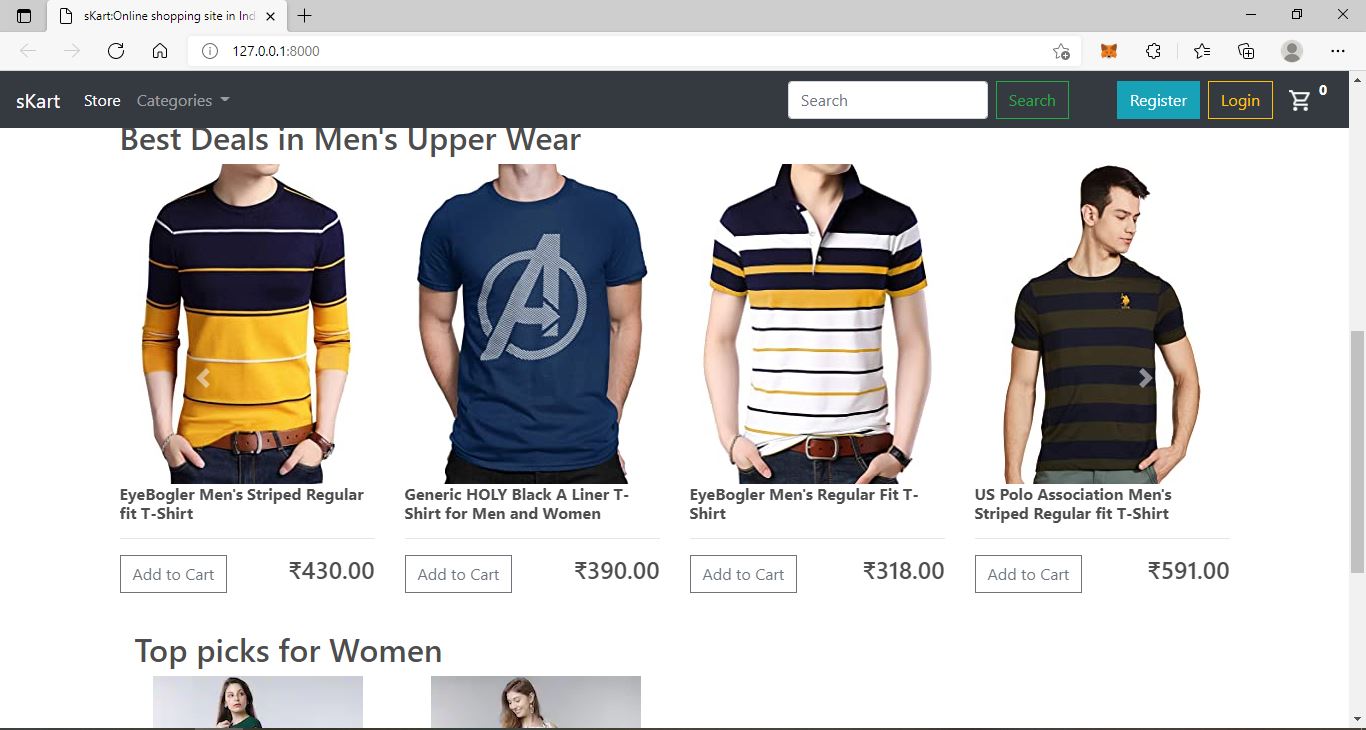 sKart:Online shopping site in Ind
127.0.0.1:8000
sKart Store Categories Search Search Register Login 0
Best Deals in Men's Upper Wear
A
EyeBogler Men's Striped Regular
fit T-Shirt
Generic HOLY Black A Liner T-
Shirt for Men and Women
EyeBogler Men's Regular Fit T-
Shirt
US Polo Association Men's
Striped Regular fit T-Shirt
Add to Cart ₹430.00
Add to Cart ₹390.00
Add to Cart ₹318.00
Add to Cart ₹591.00
Top picks for Women